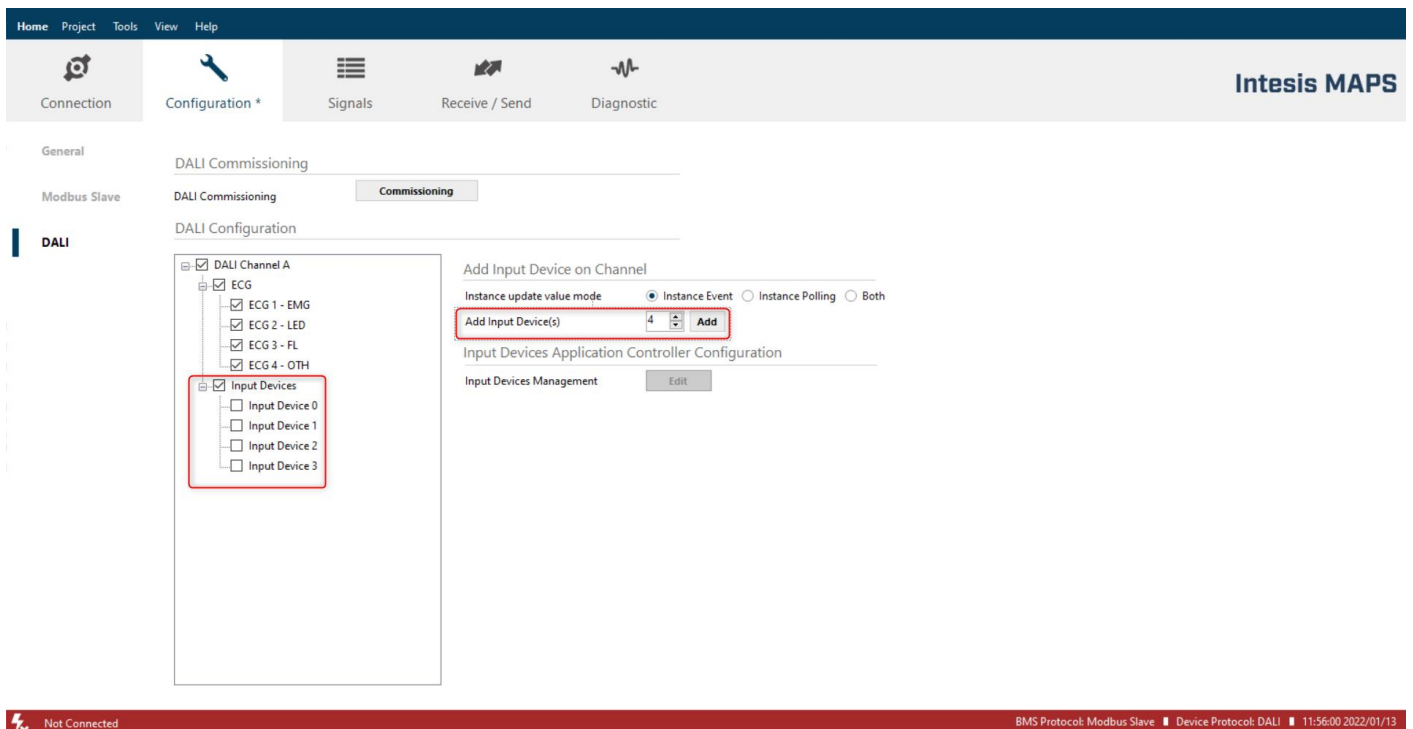 Home Project Tools View Help
Connection
Configuration *
Signals
Receive / Send
Diagnostic
Intesis MAPS
General
Modbus Slave
DALI
DALI Commissioning
DALI Commissioning Commissioning
DALI Configuration
DALI Channel A
ECG
ECG 1 - EMG
ECG 2 - LED
ECG 3 - FL
ECG 4 - OTH
Input Devices
Input Device 0
Input Device 1
Input Device 2
Input Device 3
Add Input Device on Channel
Instance update value mode Instance Event Instance Polling Both
Add Input Device(s) 4 Add
Input Devices Application Controller Configuration
Input Devices Management Edit
Not Connected
BMS Protocol: Modbus Slave Device Protocol: DALI 11:56:00 2022/01/13